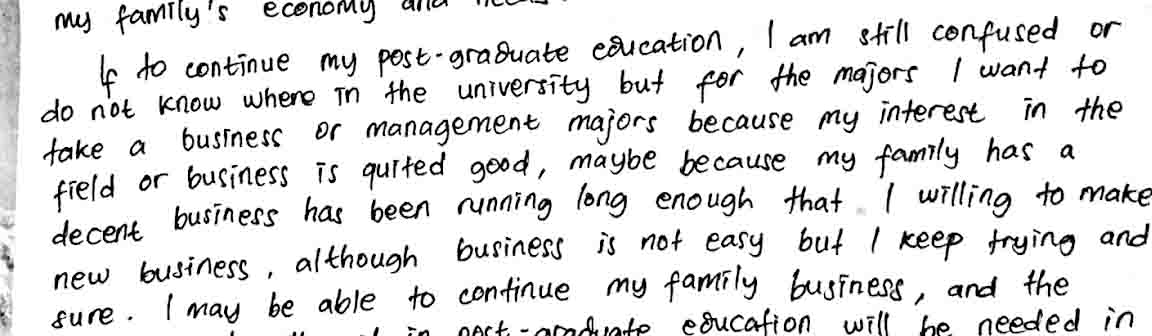 my family's economy and
If to continue my post-graduate education, I am still confused or
do not know where in the university but for the majors I want to
take a business or management majors because my interest in the
field or business is quited good, maybe because my family has a
decent business has been running long enough that I willing to make
new business, although business is not easy but I keep trying and
sure. I may be able to continue my family business, and the
in post-graduate education will be needed in